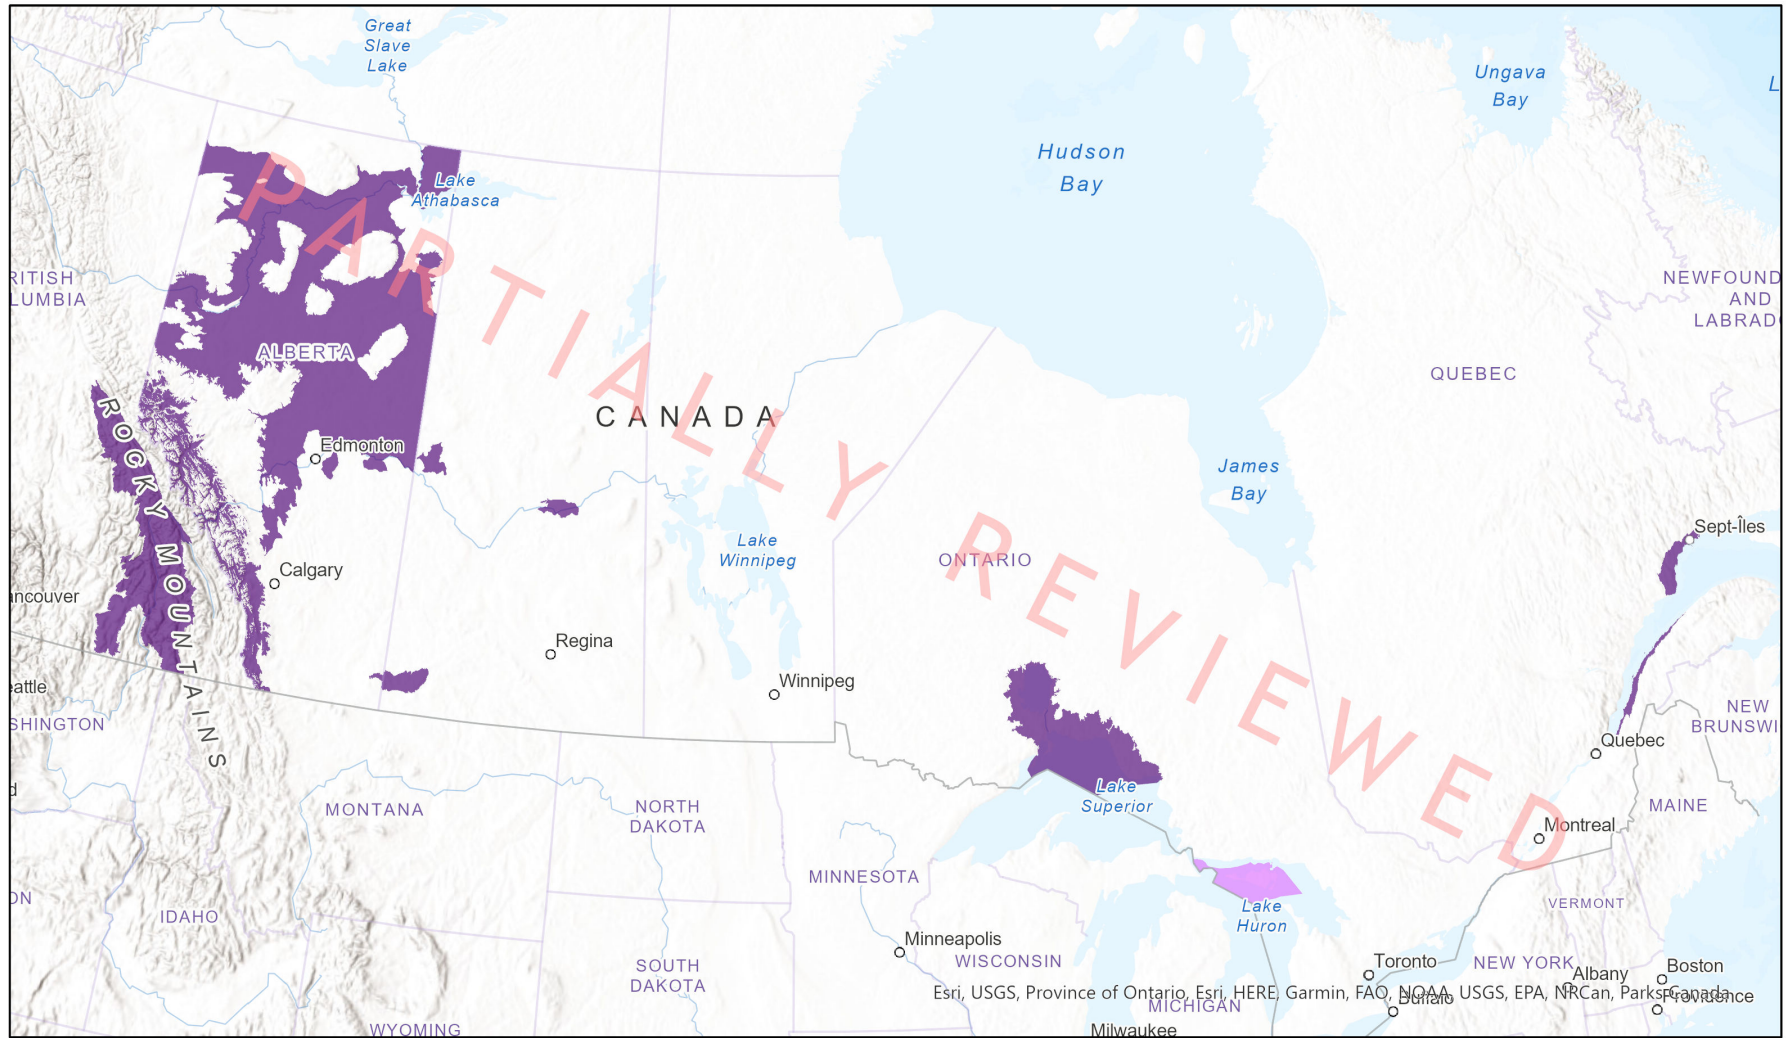 Great
Slave
Lake
Ungava
Bay
L
Hudson
Bay
Lake
Athabasca
RITISH
LUMBIA
NEWFOUND
AND
LABRAD
ALBERTA
QUEBEC
CANADA
ROCKY MOUNTAINS
Edmonton
James
Bay
Sept-Îles
Lake
Winnipeg
ONTARIO
Calgary
ancouver
Regina
Winnipeg
eattle
SHINGTON
NEW
BRUNSWI
Quebec
d
Lake
Superior
MONTANA
NORTH
DAKOTA
MAINE
Montreal
MINNESOTA
ON
IDAHO
VERMONT
Lake
Huron
Minneapolis
WISCONSIN
Toronto
NEW YORK
Albany
Boston
SOUTH
DAKOTA
Esri, USGS, Province of Ontario, Esri, HERE, Garmin, FAO, NOAA, USGS, EPA, NRCan, Parks Canada
Buffalo
Providence
MICHIGAN
WYOMING
Milwaukee
PARTIALLY REVIEWED